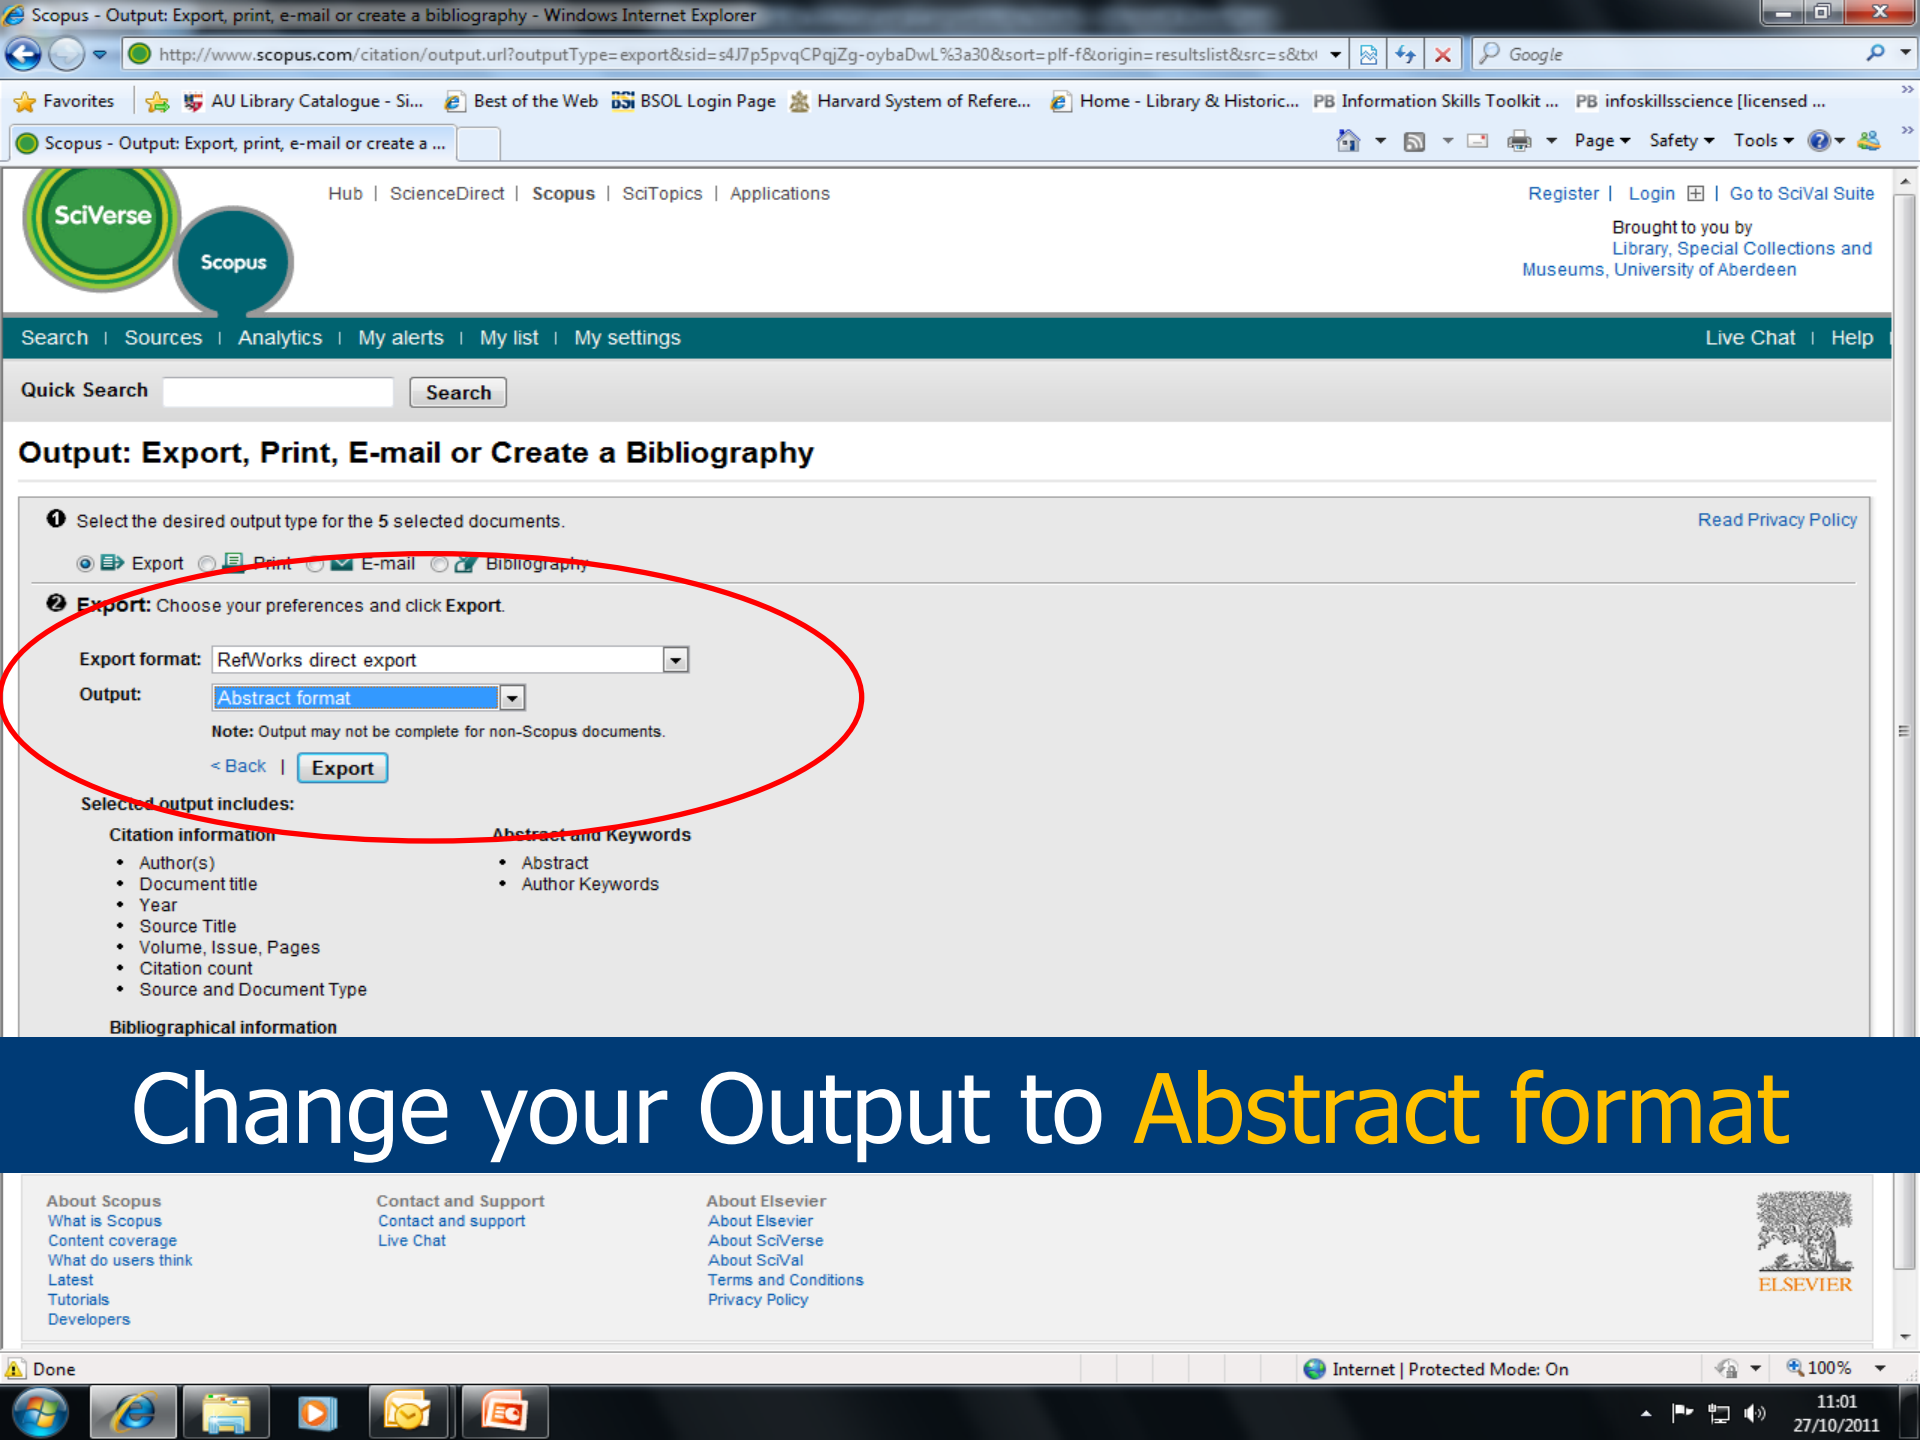 Scopus - Output: Export, print, e-mail or create a bibliography - Windows Internet Explorer
http://www.scopus.com/citation/output.url?outputType=export&sid=s4J7p5pvqCPqjZg-oybaDwL%3a30&sort=plf-f&origin=resultslist&src=s&txt
Google
Favorites
AU Library Catalogue - Si...
Best of the Web
BSI BSOL Login Page
Harvard System of Refere...
Home - Library & Historic...
PB Information Skills Toolkit ...
PB infoskillsscience [licensed ...
Scopus - Output: Export, print, e-mail or create a ...
Page
Safety
Tools
SciVerse
Scopus
Hub | ScienceDirect | Scopus | SciTopics | Applications
Register | Login | Go to SciVal Suite
Brought to you by
Library, Special Collections and
Museums, University of Aberdeen
Search | Sources | Analytics | My alerts | My list | My settings
Live Chat | Help
Quick Search
Search
Output: Export, Print, E-mail or Create a Bibliography
1 Select the desired output type for the 5 selected documents.
Read Privacy Policy
Export Print E-mail Bibliography
2 Export: Choose your preferences and click Export.
Export format: RefWorks direct export
Output: Abstract format
Note: Output may not be complete for non-Scopus documents.
< Back | Export
Selected output includes:
Citation information
• Author(s)
• Document title
• Year
• Source Title
• Volume, Issue, Pages
• Citation count
• Source and Document Type
Abstract and Keywords
• Abstract
• Author Keywords
Bibliographical information
Change your Output to Abstract format
About Scopus
What is Scopus
Content coverage
What do users think
Latest
Tutorials
Developers
Contact and Support
Contact and support
Live Chat
About Elsevier
About Elsevier
About SciVerse
About SciVal
Terms and Conditions
Privacy Policy
ELSEVIER
Done
Internet | Protected Mode: On
100%
11:01
27/10/2011